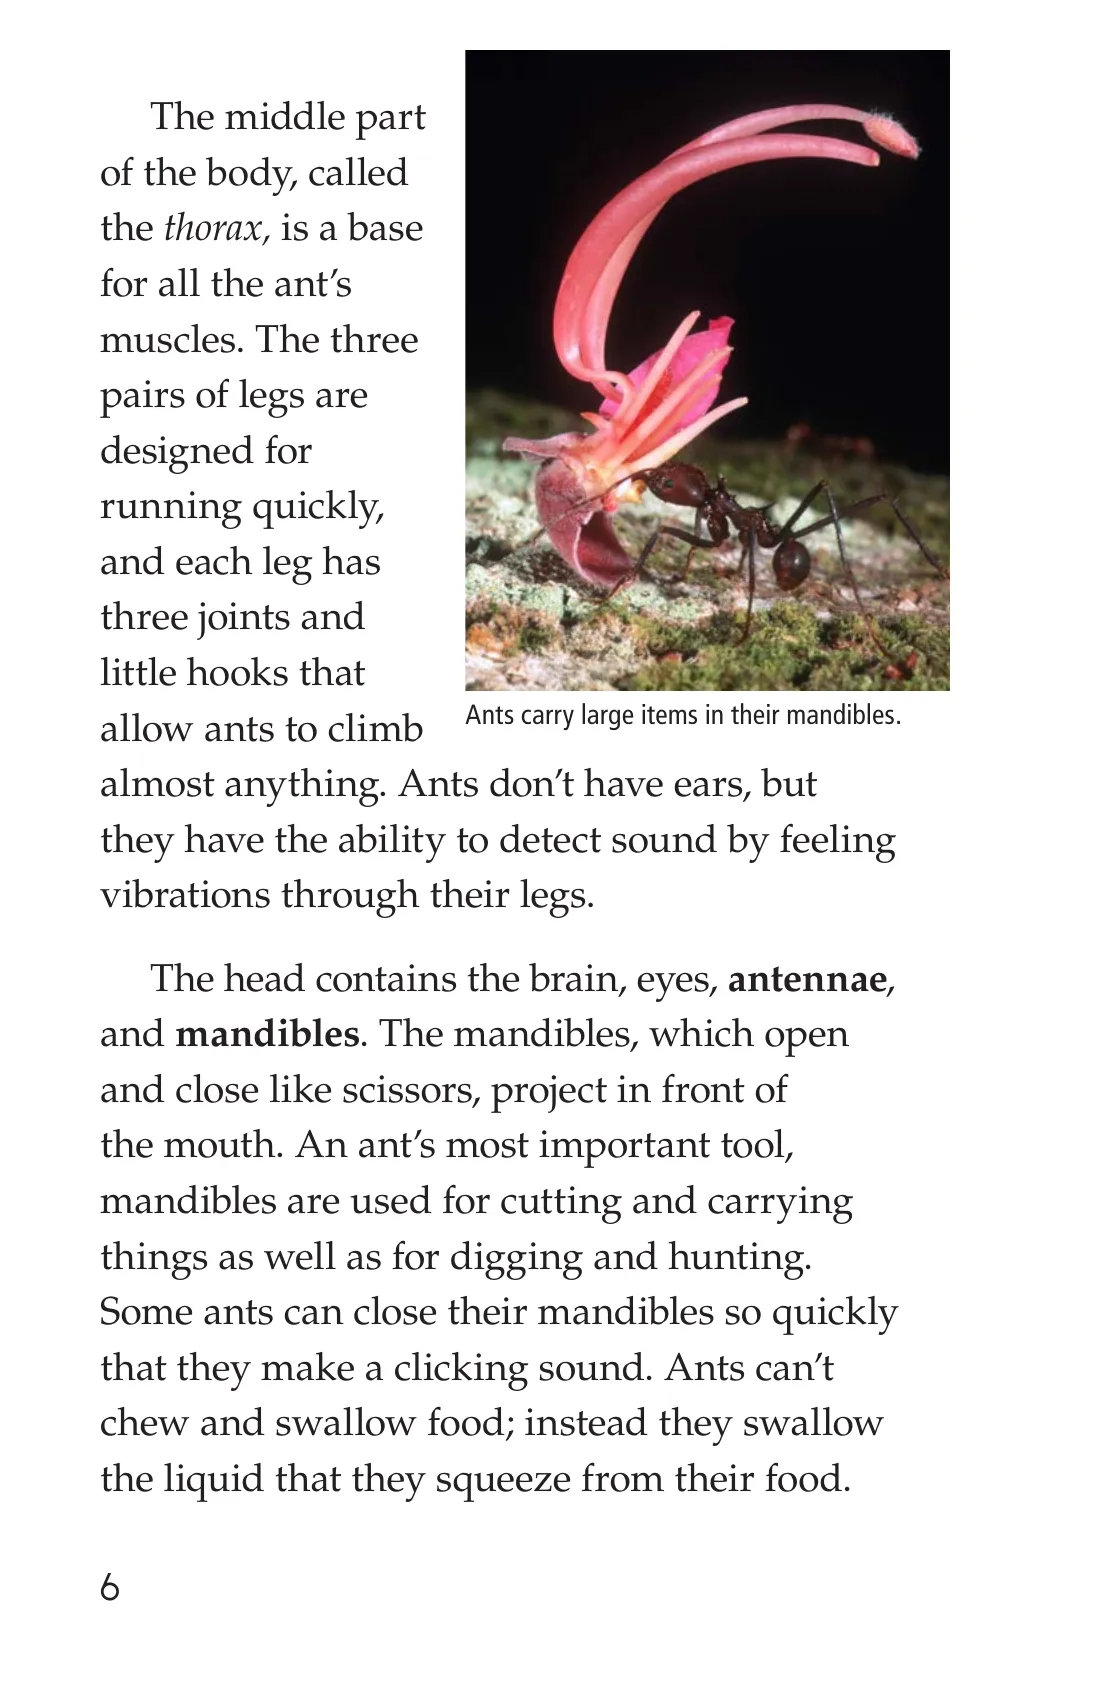 The middle part
of the body, called
the thorax, is a base
for all the ant’s
muscles. The three
pairs of legs are
designed for
running quickly,
and each leg has
three joints and
little hooks that
allow ants to climb
almost anything. Ants don’t have ears, but
they have the ability to detect sound by feeling
vibrations through their legs.
Ants carry large items in their mandibles.
The head contains the brain, eyes, antennae,
and mandibles. The mandibles, which open
and close like scissors, project in front of
the mouth. An ant’s most important tool,
mandibles are used for cutting and carrying
things as well as for digging and hunting.
Some ants can close their mandibles so quickly
that they make a clicking sound. Ants can’t
chew and swallow food; instead they swallow
the liquid that they squeeze from their food.
6